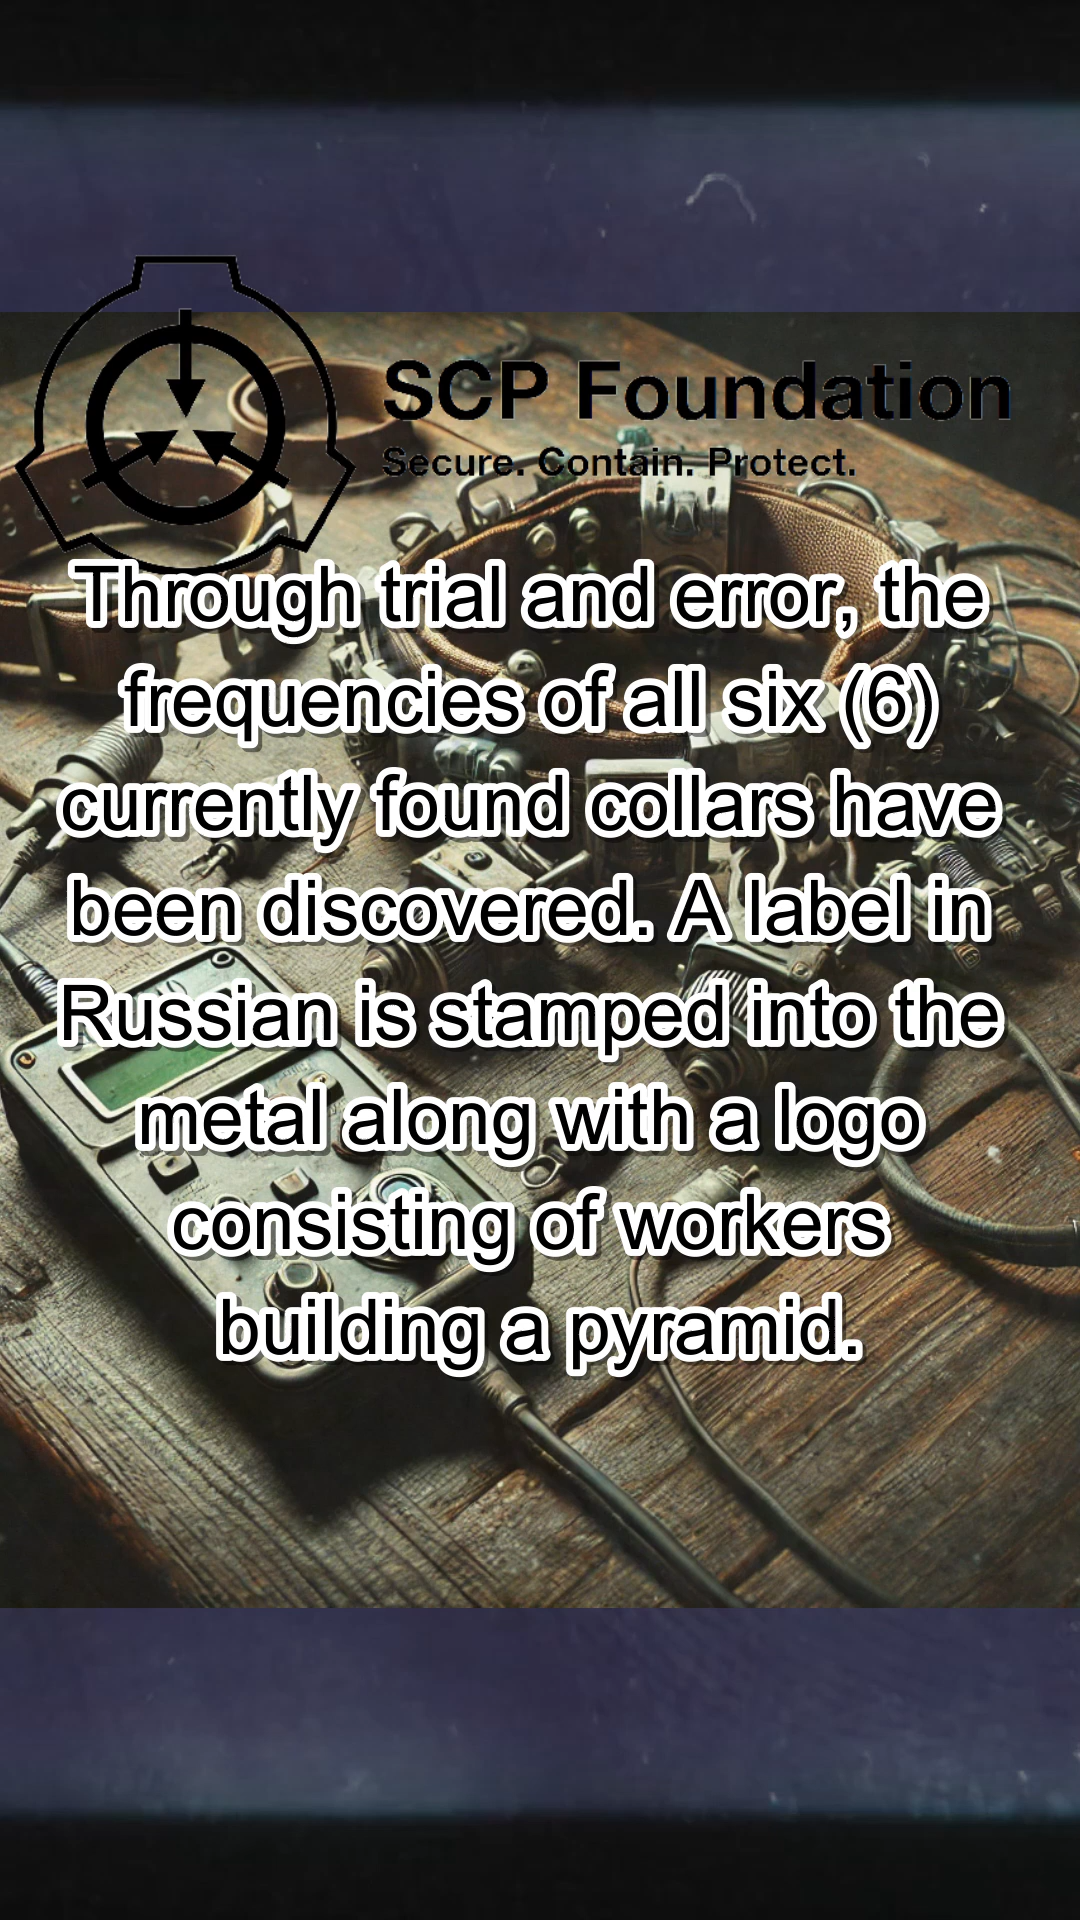 SCP Foundation
Secure. Contain. Protect.
Through trial and error, the
frequencies of all six (6)
currently found collars have
been discovered. A label in
Russian is stamped into the
metal along with a logo
consisting of workers
building a pyramid.